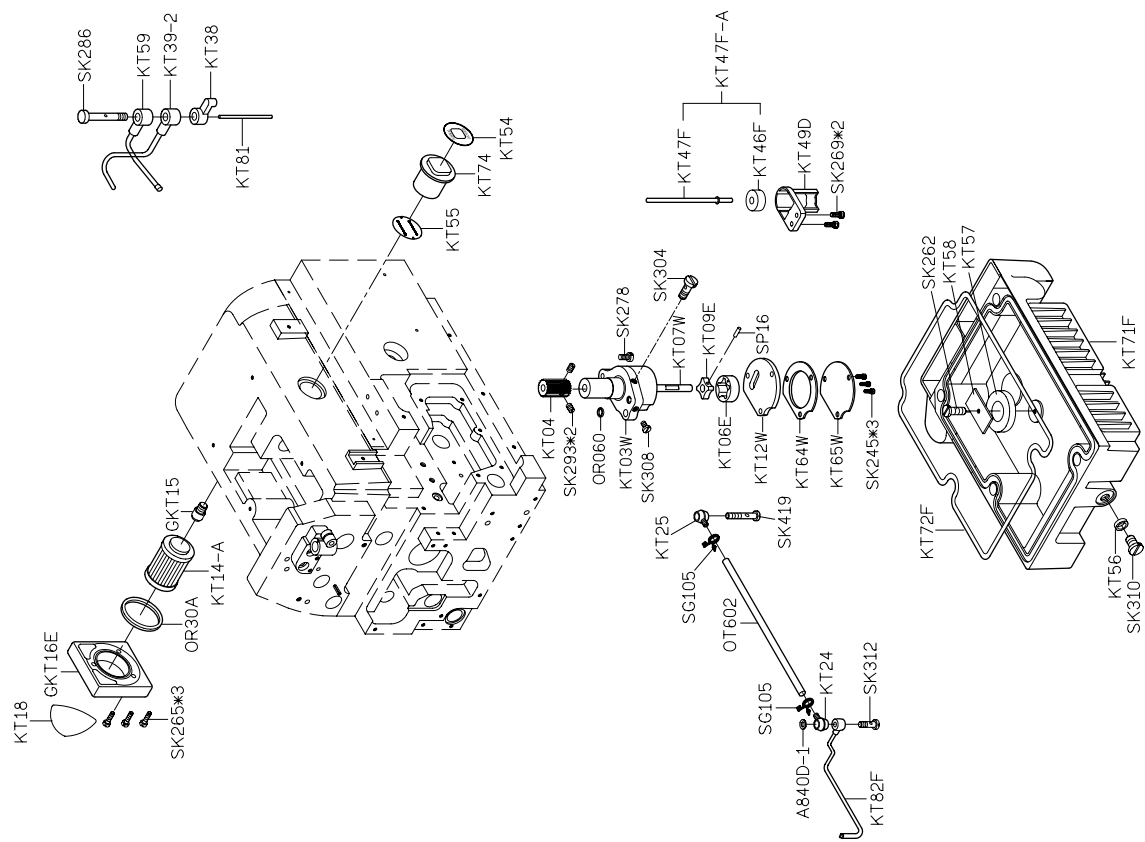 SK286
KT59
KT39-2
KT38
KT81
KT54
KT74
KT55
KT47F-A
KT47F
KT46F
KT49D
SK269*2
SK304
SK278
KT07W
KT09E
SP16
KT04
SK293*2
OR060
KT03W
SK308
KT06E
KT12W
KT64W
KT65W
SK245*3
SK262
KT58
KT57
KT71F
KT72F
KT56
SK310
GKT15
KT14-A
OR30A
GKT16E
KT18
SK265*3
KT25
SK419
SG105
OT602
SG105
KT24
SK312
A840D-1
KT82F